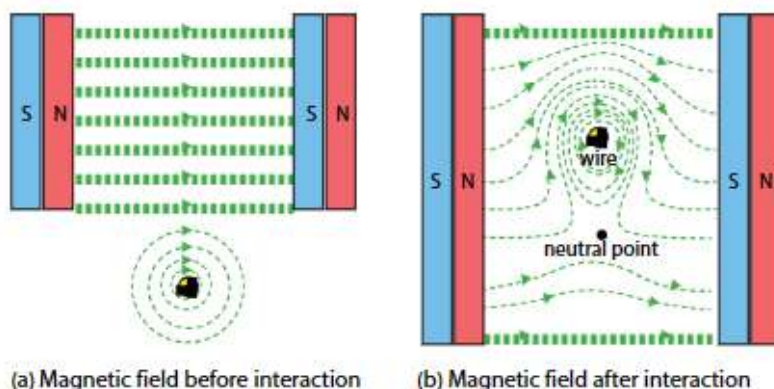 S N S N
S N wire S N
neutral point
(a) Magnetic field before interaction
(b) Magnetic field after interaction